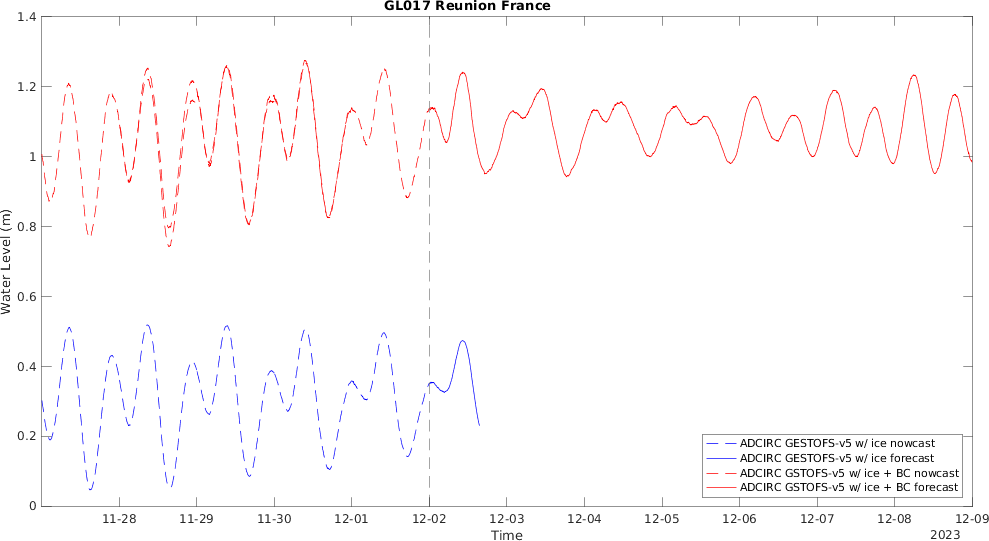 GL017 Reunion France
Water Level (m)
1.4
1.2
1
0.8
0.6
0.4
0.2
0
ADCIRC GESTOFS-v5 w/ ice nowcast
ADCIRC GESTOFS-v5 w/ ice forecast
ADCIRC GSTOFS-v5 w/ ice + BC nowcast
ADCIRC GSTOFS-v5 w/ ice + BC forecast
11-28 11-29 11-30 12-01 12-02 12-03 12-04 12-05 12-06 12-07 12-08 12-09
Time
2023